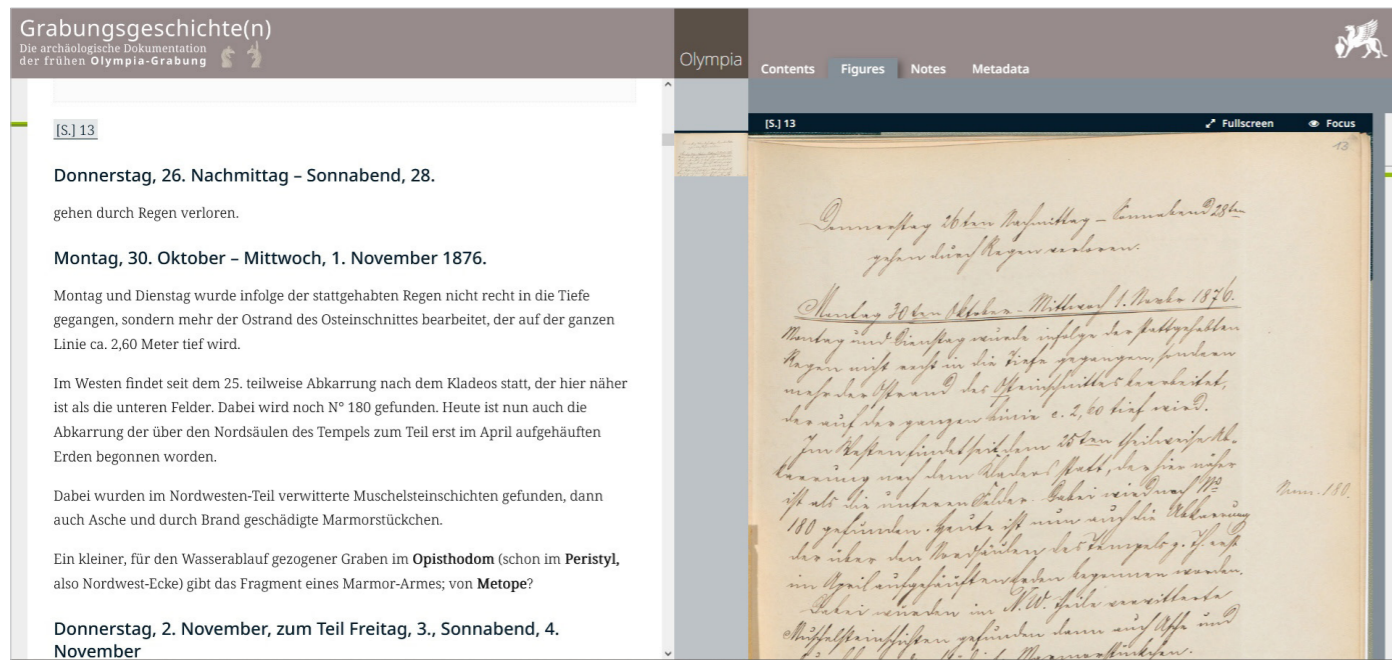 Grabungsgeschichte(n)
Die archäologische Dokumentation
der frühen Olympia-Grabung
Olympia
Contents Figures Notes Metadata
[S.] 13
Donnerstag, 26. Nachmittag – Sonnabend, 28.
gehen durch Regen verloren.
Montag, 30. Oktober – Mittwoch, 1. November 1876.
Montag und Dienstag wurde infolge der stattgehabten Regen nicht recht in die Tiefe
gegangen, sondern mehr der Ostrand des Osteinschnittes bearbeitet, der auf der ganzen
Linie ca. 2,60 Meter tief wird.
Im Westen findet seit dem 25. teilweise Abkarrung nach dem Kladeos statt, der hier näher
ist als die unteren Felder. Dabei wird noch N° 180 gefunden. Heute ist nun auch die
Abkarrung der über den Nordsäulen des Tempels zum Teil erst im April aufgehäuften
Erden begonnen worden.
Dabei wurden im Nordwesten-Teil verwitterte Muschelsteinschichten gefunden, dann
auch Asche und durch Brand geschädigte Marmorstückchen.
Ein kleiner, für den Wasserablauf gezogener Graben im Opisthodom (schon im Peristyl,
also Nordwest-Ecke) gibt das Fragment eines Marmor-Armes; von Metope?
Donnerstag, 2. November, zum Teil Freitag, 3., Sonnabend, 4.
November
[S.] 13 Fullscreen Focus
13
Donnerstag 26ten Nachmittag – Sonnabend 28ten
gehen durch Regen verloren.
Montag 30ten Oktober – Mittwoch 1. Novbr 1876.
Montag und Dienstag wurde infolge der stattgehabten
Regen nicht recht in die Tiefe gegangen, sondern
mehr der Ostrand des Osteinschnittes bearbeitet,
der auf der ganzen Linie c. 2,60 tief wird.
Im Westen findet seit dem 25ten theilweise Ab-
karrung nach dem Kladeos statt, der hier näher
ist als die unteren Felder. Dabei wird noch No
180 gefunden. Heute ist nun auch die Abkarrung
der über den Nordsäulen des Tempels z. Th. erst
im April aufgehäuften Erden begonnen worden.
Dabei wurden im N.W. Theile verwitterte
Muschelsteinschichten gefunden dann auch Asche und
Marmorstückchen.
Num. 180.